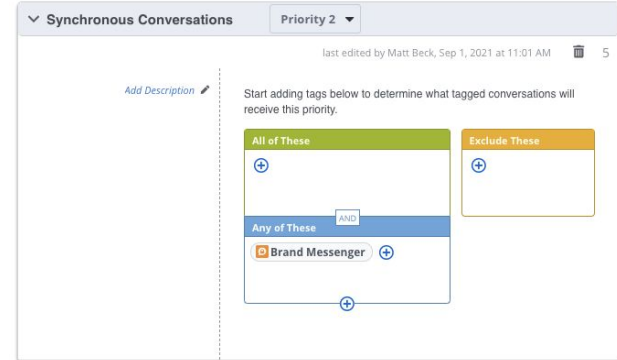 Synchronous Conversations Priority 2
last edited by Matt Beck, Sep 1, 2021 at 11:01 AM 5
Add Description
Start adding tags below to determine what tagged conversations will
receive this priority.
All of These
Exclude These
AND
Any of These
Brand Messenger